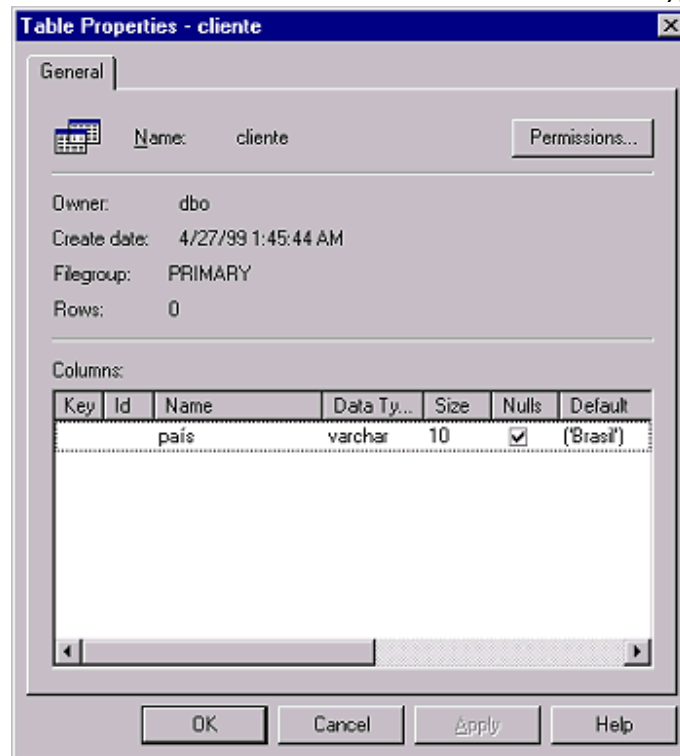 Table Properties - cliente
General
Name: cliente Permissions...
Owner: dbo
Create date: 4/27/99 1:45:44 AM
Filegroup: PRIMARY
Rows: 0
Columns:
Key Id Name Data Ty... Size Nulls Default
país varchar 10 ('Brasil')
OK Cancel Apply Help